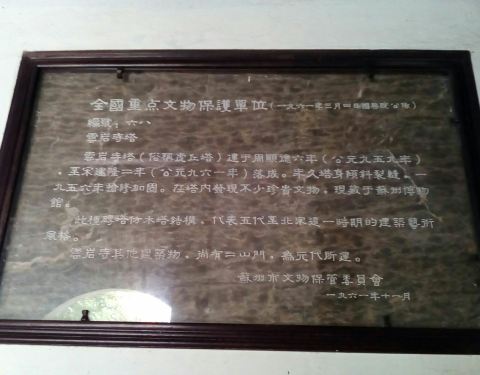 全國重点文物保護單位(一九六一年三月四日國務院公佈)
編號：六八
雲岩寺塔
雲岩寺塔（俗稱虎丘塔）建于周顯德六年（公元九五九年）
，至宋建隆二年（公元九六一年）落成。年久塔身傾斜裂縫，一
九五六年搶修加固。在塔內發現不少珍貴文物，現藏于蘇州博物
館。
此種磚塔仿木塔結構，代表五代至北宋這一時期的建築藝術
風格。
雲岩寺其他建築物，尚有二山門，為元代所建。
蘇州市文物保管委員會
一九六一年十一月